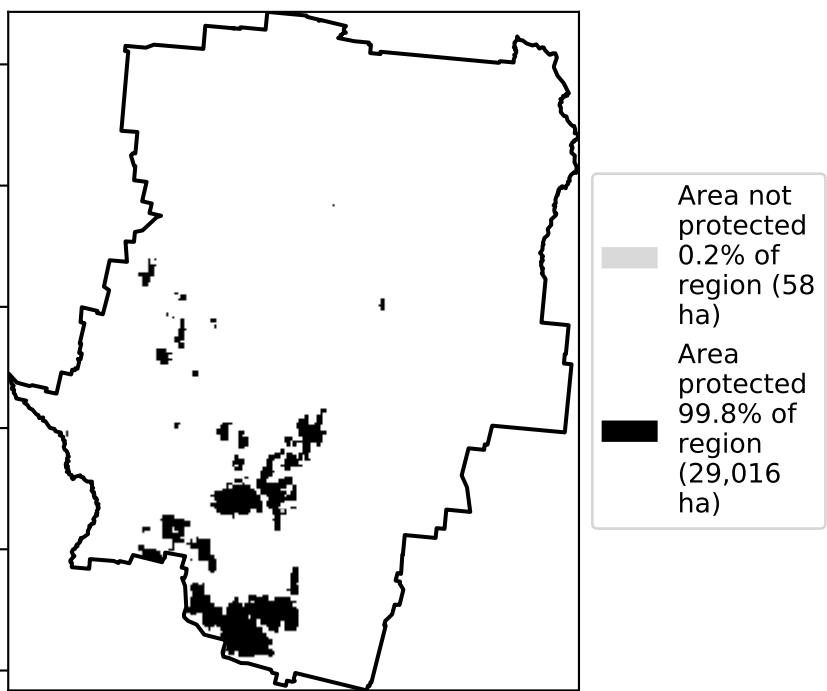 Area not
protected
0.2% of
region (58
ha)
Area
protected
99.8% of
region
(29,016
ha)